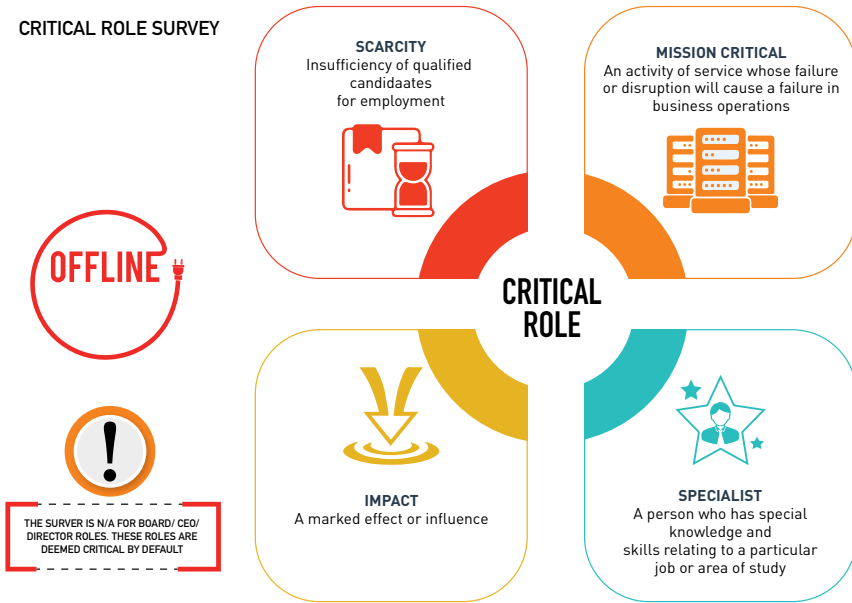 CRITICAL ROLE SURVEY
SCARCITY
Insufficiency of qualified
candidaates
for employment
MISSION CRITICAL
An activity of service whose failure
or disruption will cause a failure in
business operations
OFFLINE
CRITICAL
ROLE
THE SURVER IS N/A FOR BOARD/ CEO/
DIRECTOR ROLES. THESE ROLES ARE
DEEMED CRITICAL BY DEFAULT
IMPACT
A marked effect or influence
SPECIALIST
A person who has special
knowledge and
skills relating to a particular
job or area of study